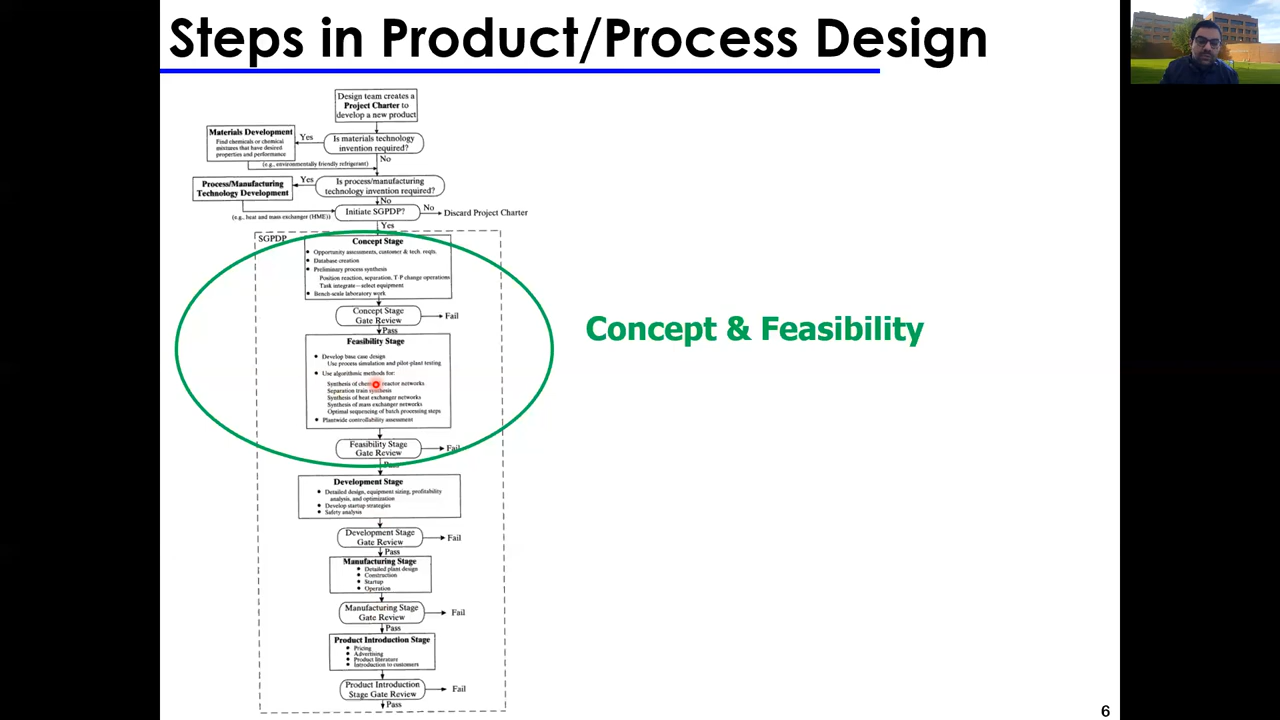 Steps in Product/Process Design
Design team creates a
Project Charter to
develop a new product
Materials Development
Find chemicals or chemical
mixtures that have desired
properties and performance
Yes
Is materials technology
invention required?
No
(e.g., environmentally friendly refrigerant)
Process/Manufacturing
Technology Development
Yes
Is process/manufacturing
technology invention required?
No
(e.g., heat and mass exchanger (HME))
Initiate SGPDP?
No
Discard Project Charter
Yes
SGPDP
Concept Stage
• Opportunity assessments, customer & tech. reqts.
• Database creation
• Preliminary process synthesis
Position reaction, separation, T-P change operations
Task integrate—select equipment
• Bench-scale laboratory work
Concept Stage
Gate Review
Fail
Pass
Feasibility Stage
• Develop base case design
Use process simulation and pilot-plant testing
• Use algorithmic methods for:
Synthesis of reactor networks
Separation train synthesis
Synthesis of heat exchanger networks
Synthesis of mass exchanger networks
Optimal sequencing of batch processing steps
• Plantwide controllability assessment
Feasibility Stage
Gate Review
Fail
Pass
Concept & Feasibility
Development Stage
• Detailed design, equipment sizing, profitability
analysis, and optimization
• Develop startup strategies
• Safety analysis
Development Stage
Gate Review
Fail
Pass
Manufacturing Stage
• Detailed plant design
• Construction
• Startup
• Operation
Manufacturing Stage
Gate Review
Fail
Pass
Product Introduction Stage
• Pricing
• Advertising
• Product literature
• Introduction to customers
Product Introduction
Stage Gate Review
Fail
Pass
6